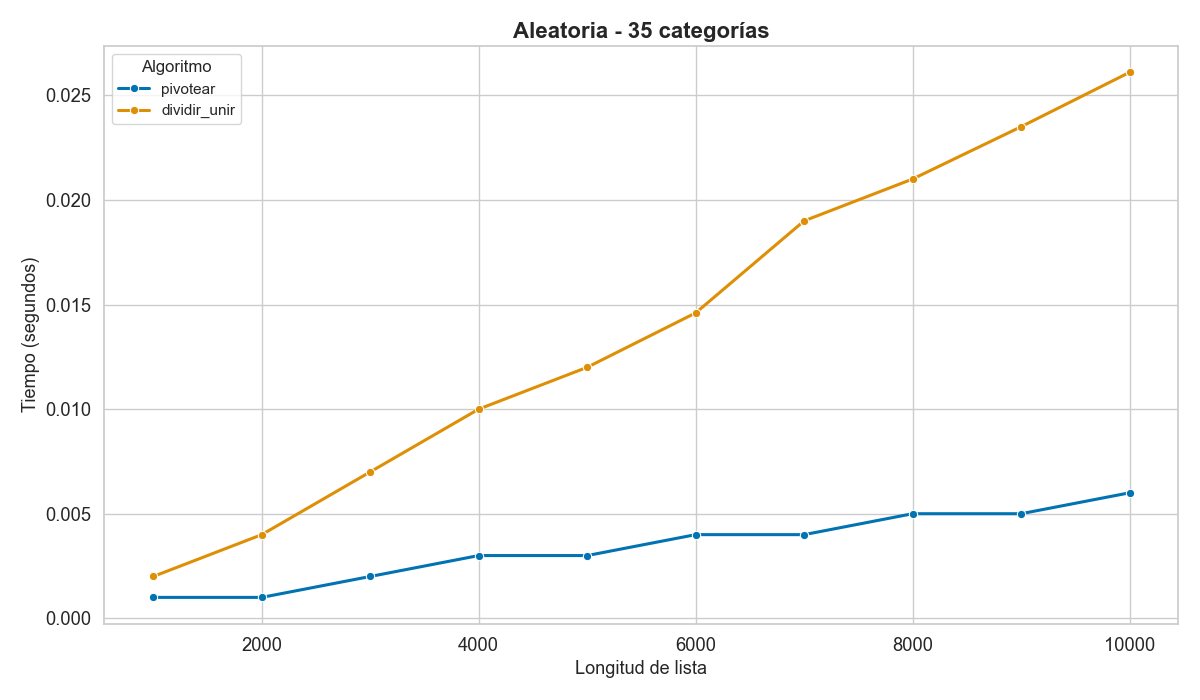 Aleatoria - 35 categorías
Algoritmo
pivotear
dividir_unir
Tiempo (segundos)
0.025
0.020
0.015
0.010
0.005
0.000
2000 4000 6000 8000 10000
Longitud de lista